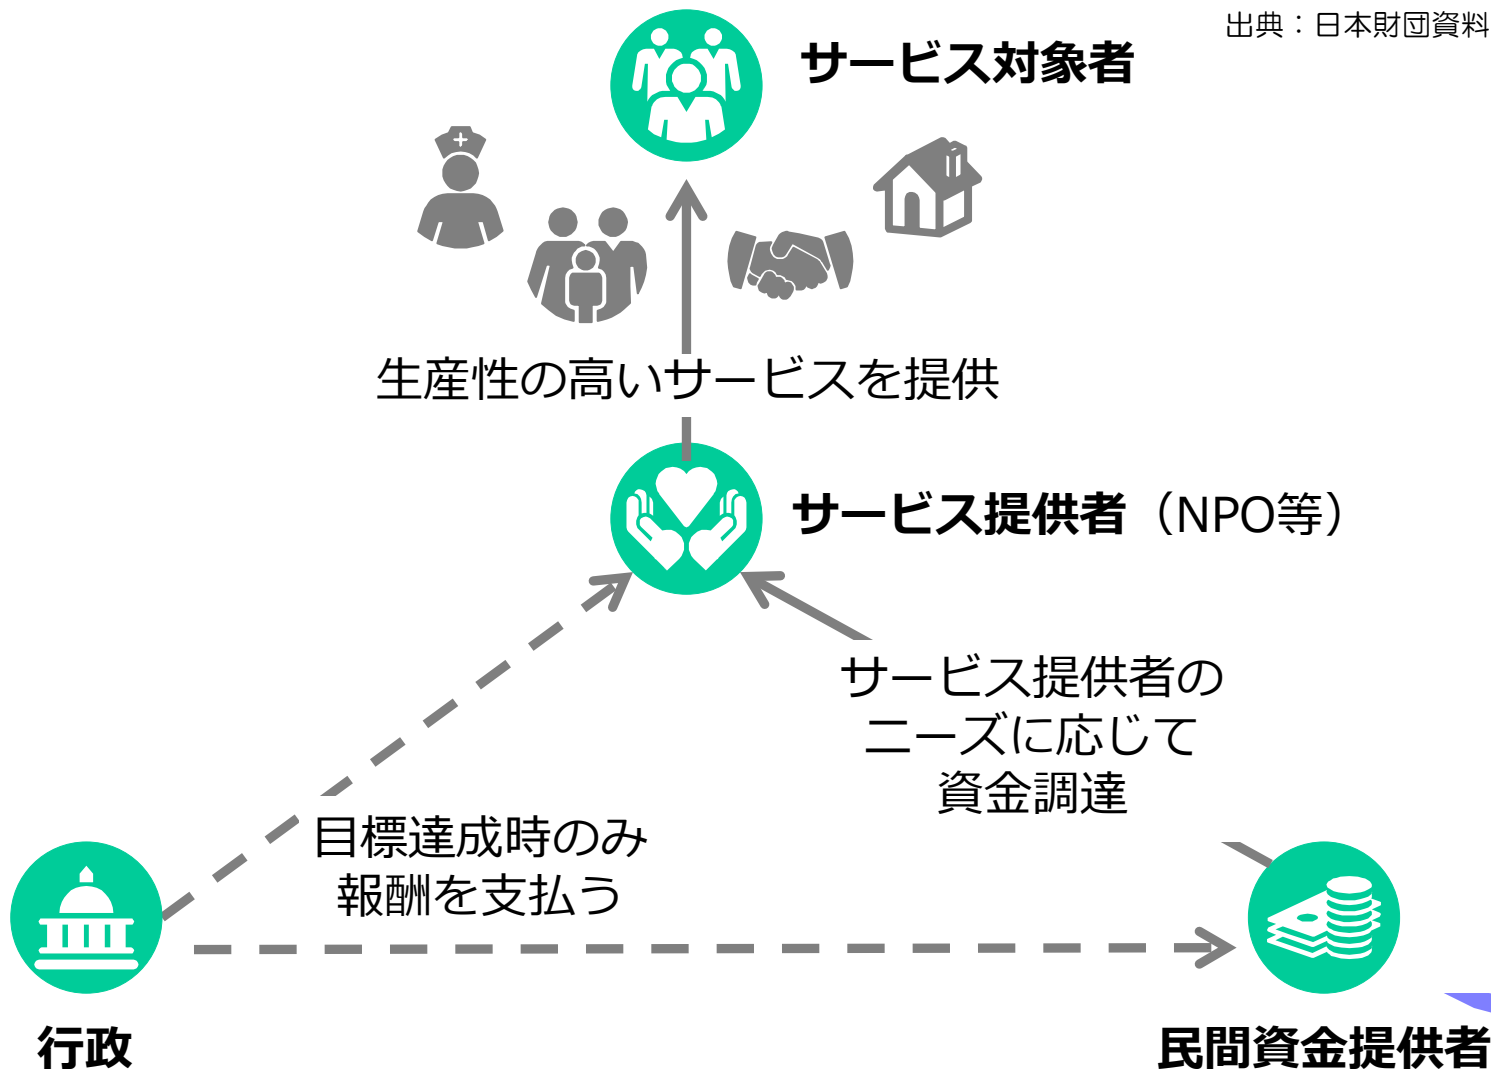 出典：日本財団資料
サービス対象者
生産性の高いサービスを提供
サービス提供者（NPO等）
サービス提供者の
ニーズに応じて
資金調達
目標達成時のみ
報酬を支払う
行政
民間資金提供者